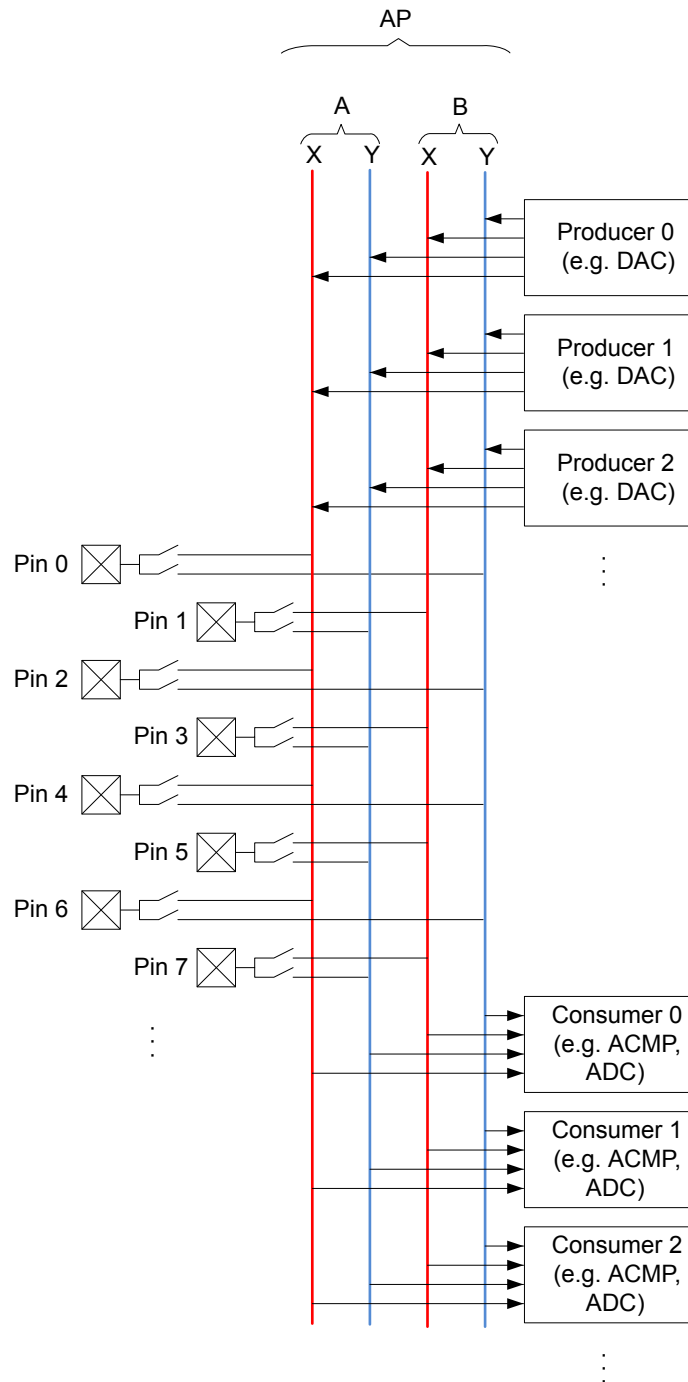 AP
A
B
X
Y
X
Y
Producer 0
(e.g. DAC)
Producer 1
(e.g. DAC)
Producer 2
(e.g. DAC)
Pin 0
Pin 1
Pin 2
Pin 3
Pin 4
Pin 5
Pin 6
Pin 7
Consumer 0
(e.g. ACMP,
ADC)
Consumer 1
(e.g. ACMP,
ADC)
Consumer 2
(e.g. ACMP,
ADC)